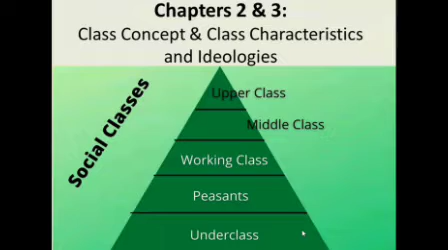 Chapters 2 & 3:
Class Concept & Class Characteristics
and Ideologies
Social Classes
Upper Class
Middle Class
Working Class
Peasants
Underclass